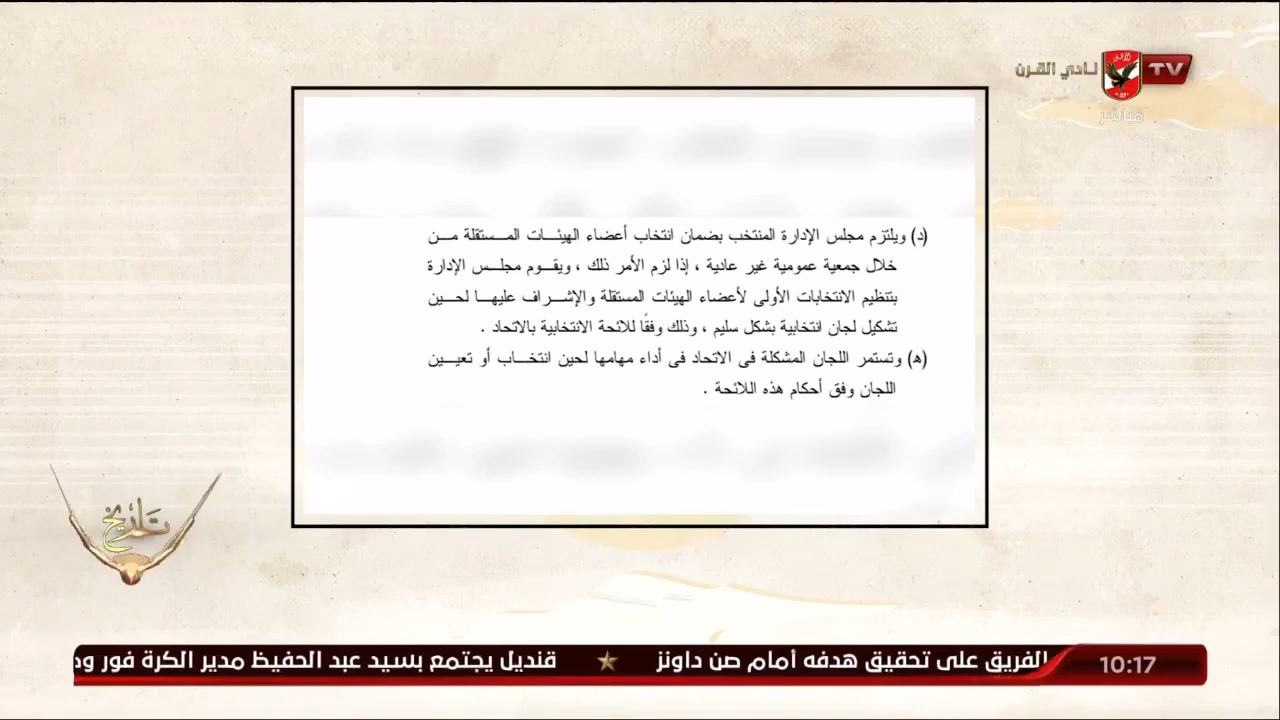 نادي القرن
TV
مباشر
(د) ويلتزم مجلس الإدارة المنتخب بضمان انتخاب أعضاء الهيئات المستقلة من
خلال جمعية عمومية غير عادية ، إذا لزم الأمر ذلك ، ويقوم مجلس الإدارة
بتنظيم الانتخابات الأولى لأعضاء الهيئات المستقلة والإشراف عليها لحين
تشكيل لجان انتخابية بشكل سليم ، وذلك وفقًا للائحة الانتخابية بالاتحاد .
(ه) وتستمر اللجان المشكلة فى الاتحاد فى أداء مهامها لحين انتخاب أو تعيين
اللجان وفق أحكام هذه اللائحة .
تأريخ
10:17 الفريق على تحقيق هدفه أمام صن داونز ★ قنديل يجتمع بسيد عبد الحفيظ مدير الكرة فور